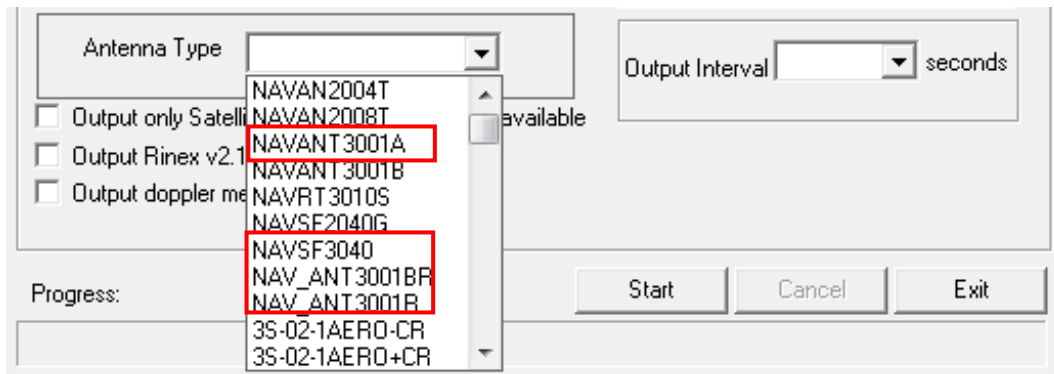 Antenna Type
Output Interval seconds
NAVAN2004T
NAVAN2008T
NAVANT3001A
NAVANT3001B
NAVRT3010S
NAVSF2040G
NAVSF3040
NAV_ANT3001BR
NAV_ANT3001R
3S-02-1AERO-CR
3S-02-1AERO+CR
Output only Satelli available
Output Rinex v2.1
Output doppler me
Progress:
Start Cancel Exit